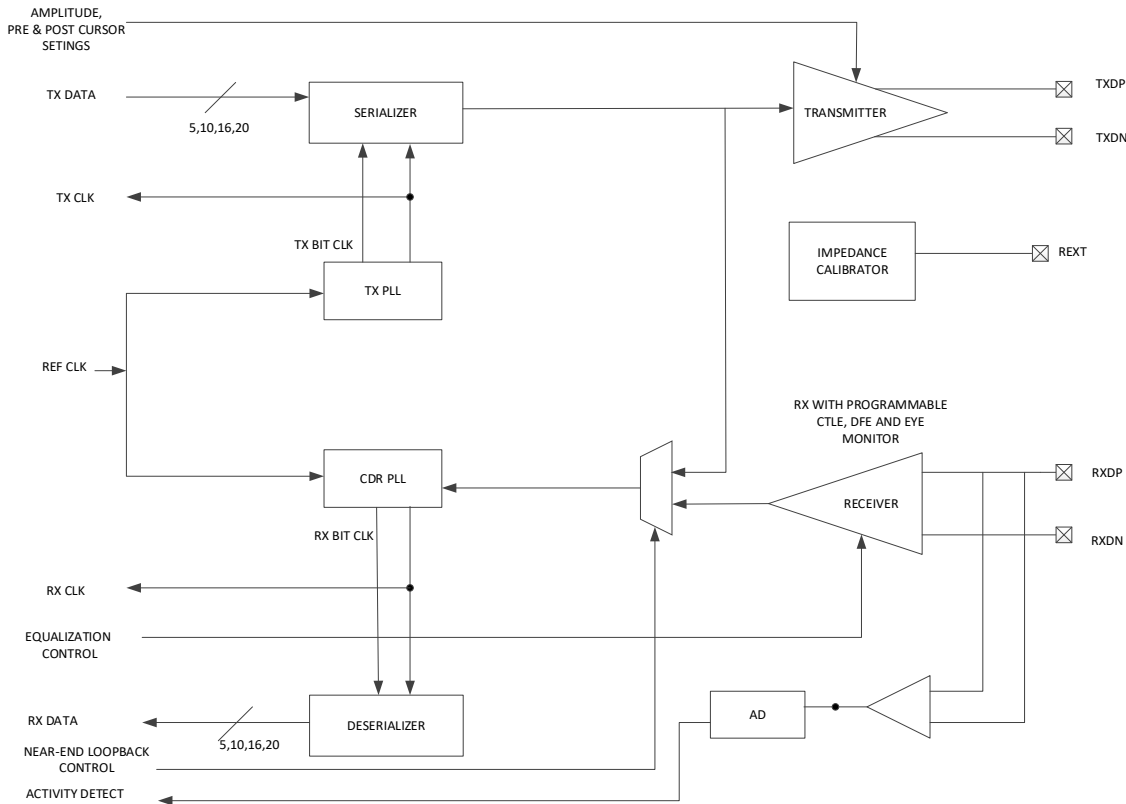 AMPLITUDE,
PRE & POST CURSOR
SETINGS
TX DATA
5,10,16,20
SERIALIZER
TRANSMITTER
TXDP
TXDN
TX CLK
TX BIT CLK
TX PLL
IMPEDANCE
CALIBRATOR
REXT
REF CLK
RX WITH PROGRAMMABLE
CTLE, DFE AND EYE
MONITOR
CDR PLL
RECEIVER
RXDP
RXDN
RX BIT CLK
RX CLK
EQUALIZATION
CONTROL
RX DATA
5,10,16,20
DESERIALIZER
AD
NEAR-END LOOPBACK
CONTROL
ACTIVITY DETECT